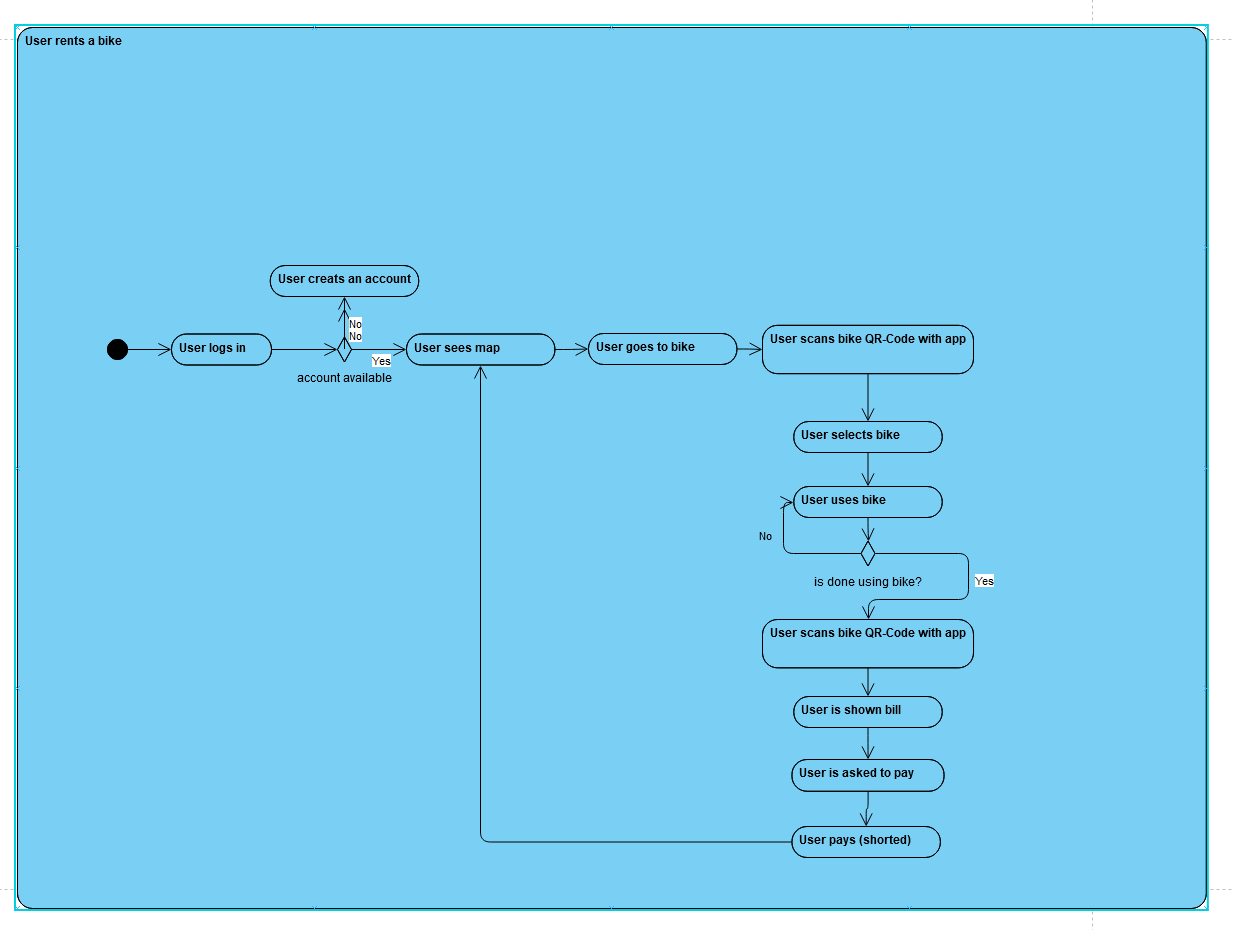 User rents a bike
User creats an account
No
No
User logs in
Yes
account available
User sees map
User goes to bike
User scans bike QR-Code with app
User selects bike
User uses bike
No
is done using bike?
Yes
User scans bike QR-Code with app
User is shown bill
User is asked to pay
User pays (shorted)